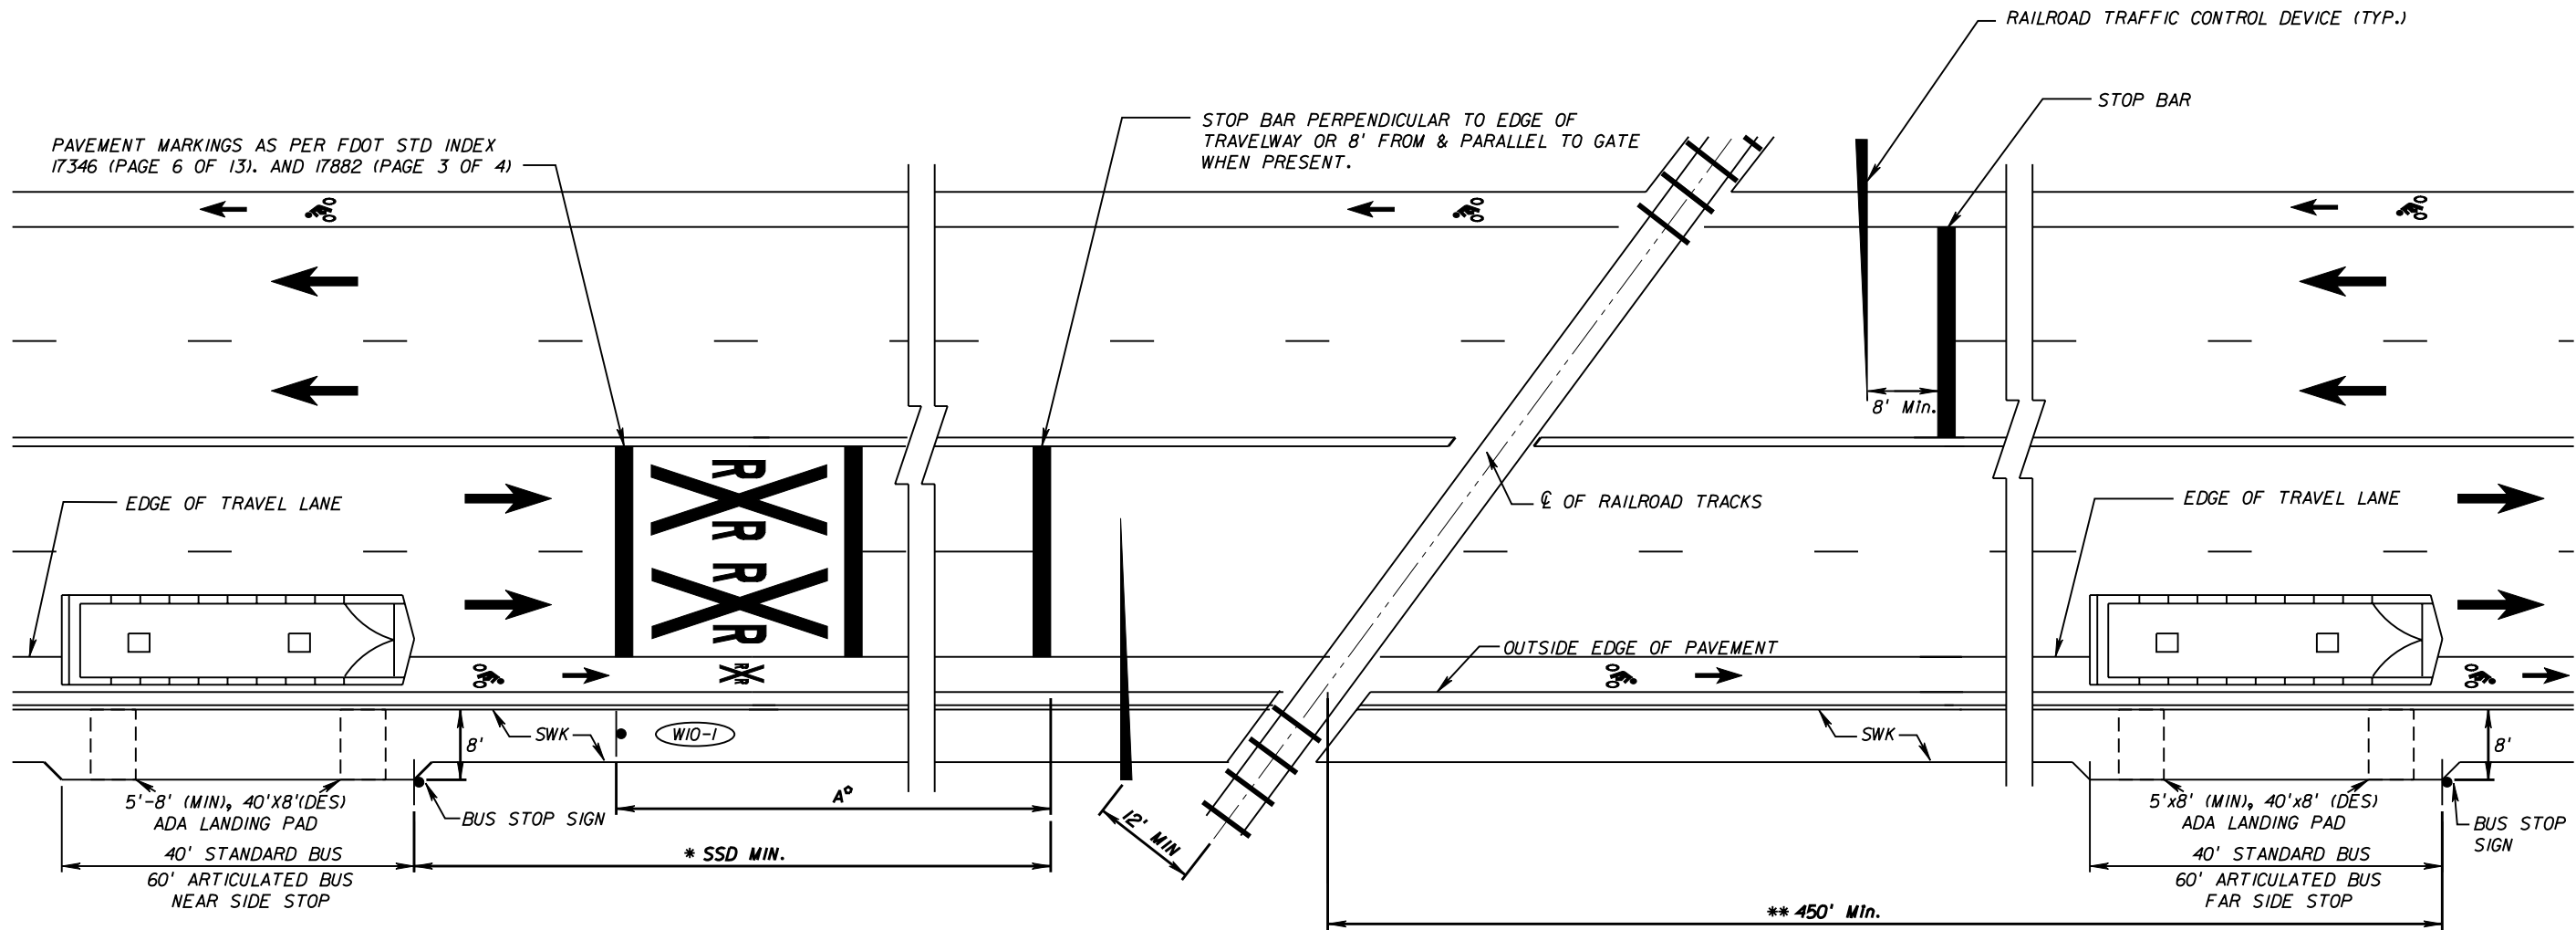 RAILROAD TRAFFIC CONTROL DEVICE (TYP.)
STOP BAR
STOP BAR PERPENDICULAR TO EDGE OF
TRAVELWAY OR 8' FROM & PARALLEL TO GATE
WHEN PRESENT.
PAVEMENT MARKINGS AS PER FDOT STD INDEX
17346 (PAGE 6 OF 13). AND 17882 (PAGE 3 OF 4)
8' Min.
R R
R R
R R
EDGE OF TRAVEL LANE
℄ OF RAILROAD TRACKS
EDGE OF TRAVEL LANE
OUTSIDE EDGE OF PAVEMENT
8'
SWK
W10-1
SWK
8'
5'-8' (MIN), 40'X8'(DES)
ADA LANDING PAD
BUS STOP SIGN
A°
12' MIN
5'x8' (MIN), 40'x8' (DES)
ADA LANDING PAD
BUS STOP
SIGN
40' STANDARD BUS
60' ARTICULATED BUS
NEAR SIDE STOP
* SSD MIN.
40' STANDARD BUS
60' ARTICULATED BUS
FAR SIDE STOP
** 450' Min.